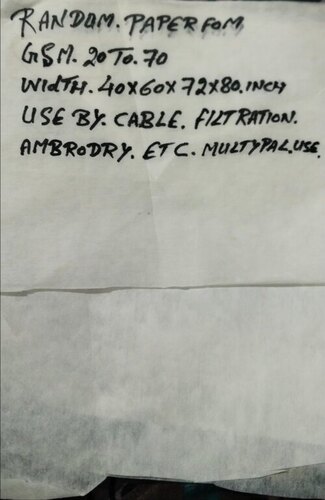 RANDOM. PAPER FOM
GSM. 20 TO. 70
WIDTH. 40X60X72X80. INCH
USE BY. CABLE. FILTRATION.
AMBRODRY. ETC. MULTYPAL. USE.